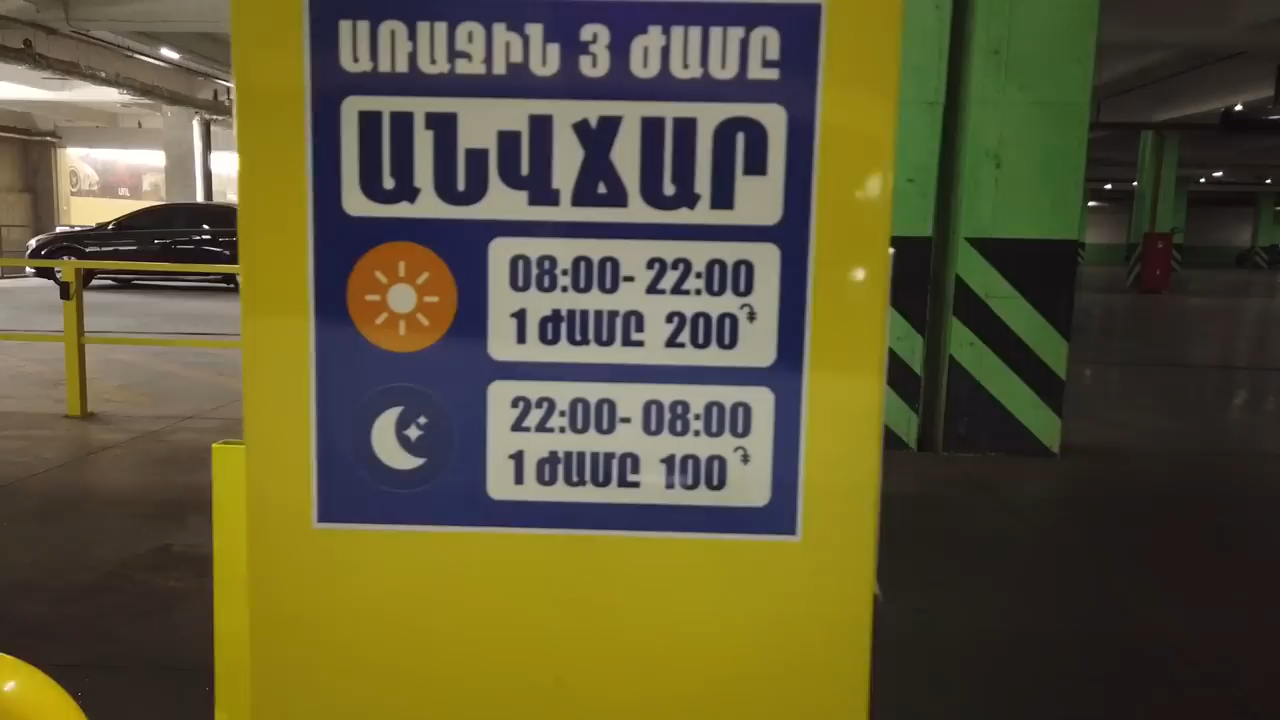 ԱՌԱՋԻՆ 3 ԺԱՄԸ
ԱՆՎՃԱՐ
08:00- 22:00
1 ԺԱՄԸ 200 ֏
22:00- 08:00
1 ԺԱՄԸ 100 ֏